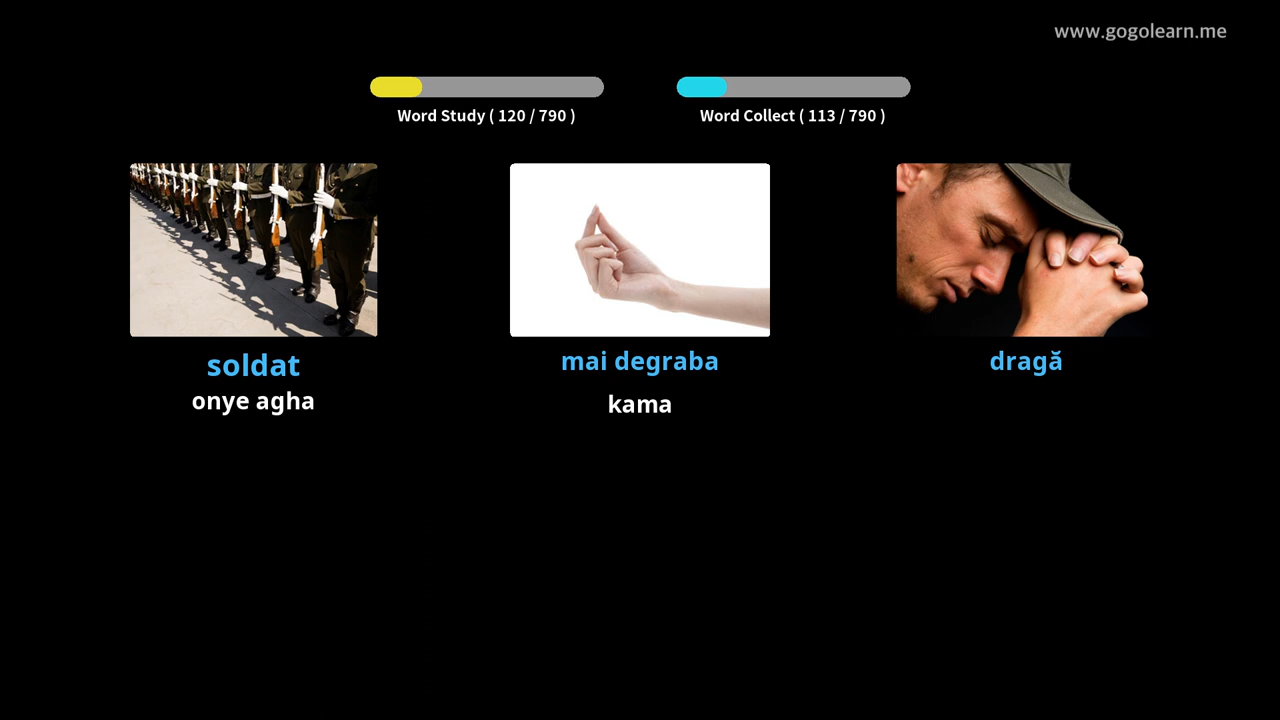 www.gogolearn.me
Word Study ( 120 / 790 )
Word Collect ( 113 / 790 )
soldat
onye agha
mai degraba
kama
dragă